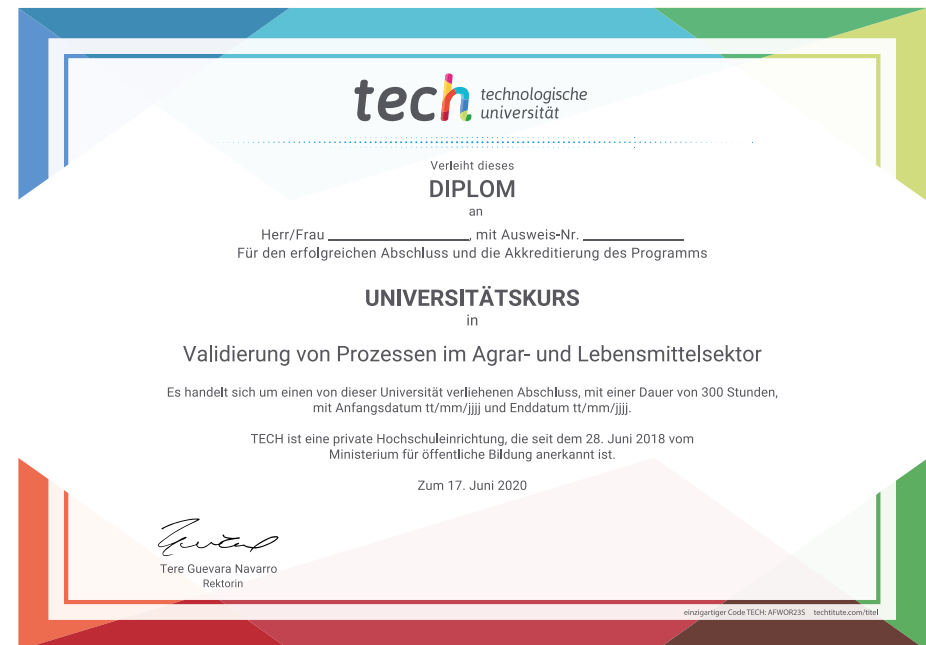 tech technologische
universität
Verleiht dieses
DIPLOM
an
Herr/Frau ____________________, mit Ausweis-Nr. ______________
Für den erfolgreichen Abschluss und die Akkreditierung des Programms
UNIVERSITÄTSKURS
in
Validierung von Prozessen im Agrar- und Lebensmittelsektor
Es handelt sich um einen von dieser Universität verliehenen Abschluss, mit einer Dauer von 300 Stunden,
mit Anfangsdatum tt/mm/jjjj und Enddatum tt/mm/jjjj.
TECH ist eine private Hochschuleinrichtung, die seit dem 28. Juni 2018 vom
Ministerium für öffentliche Bildung anerkannt ist.
Zum 17. Juni 2020
Tere Guevara Navarro
Rektorin
einzigartiger Code TECH: AFWOR23S techtitute.com/titel